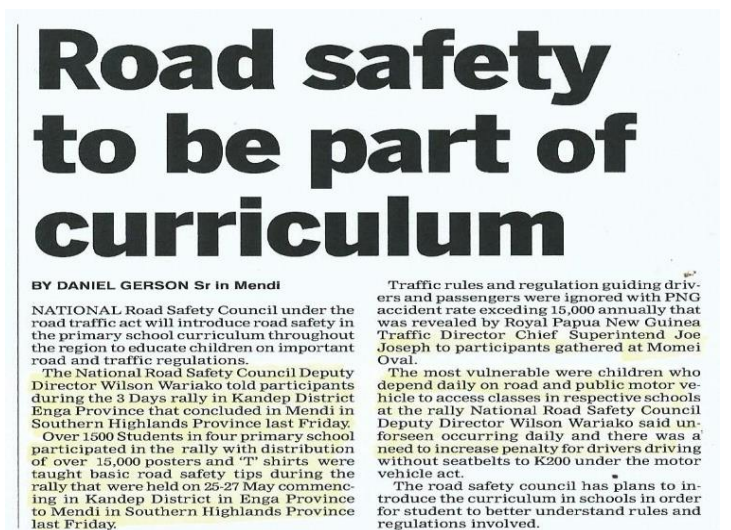 Road safety
to be part of
curriculum
BY DANIEL GERSON Sr in Mendi
NATIONAL Road Safety Council under the
road traffic act will introduce road safety in
the primary school curriculum throughout
the region to educate children on important
road and traffic regulations.
The National Road Safety Council Deputy
Director Wilson Wariako told participants
during the 3 Days rally in Kandep District
Enga Province that concluded in Mendi in
Southern Highlands Province last Friday.
Over 1500 Students in four primary school
participated in the rally with distribution
of over 15,000 posters and 'T' shirts were
taught basic road safety tips during the
rally that were held on 25-27 May commenc-
ing in Kandep District in Enga Province
to Mendi in Southern Highlands Province
last Friday.
Traffic rules and regulation guiding driv-
ers and passengers were ignored with PNG
accident rate exceeding 15,000 annually that
was revealed by Royal Papua New Guinea
Traffic Director Chief Superintend Joe
Joseph to participants gathered at Momei
Oval.
The most vulnerable were children who
depend daily on road and public motor ve-
hicle to access classes in respective schools
at the rally National Road Safety Council
Deputy Director Wilson Wariako said un-
forseen occurring daily and there was a
need to increase penalty for drivers driving
without seatbelts to K200 under the motor
vehicle act.
The road safety council has plans to in-
troduce the curriculum in schools in order
for student to better understand rules and
regulations involved.